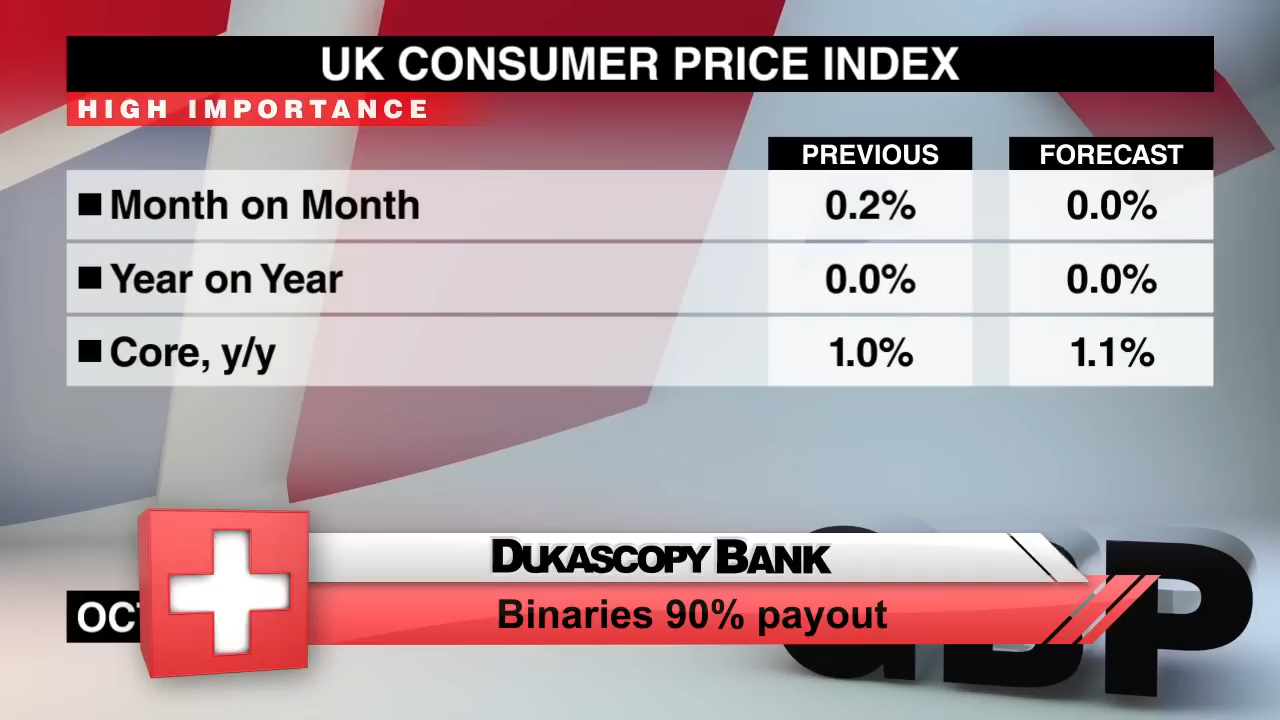 UK CONSUMER PRICE INDEX
HIGH IMPORTANCE
PREVIOUS FORECAST
Month on Month 0.2% 0.0%
Year on Year 0.0% 0.0%
Core, y/y 1.0% 1.1%
DUKASCOPY BANK
Binaries 90% payout
GBP